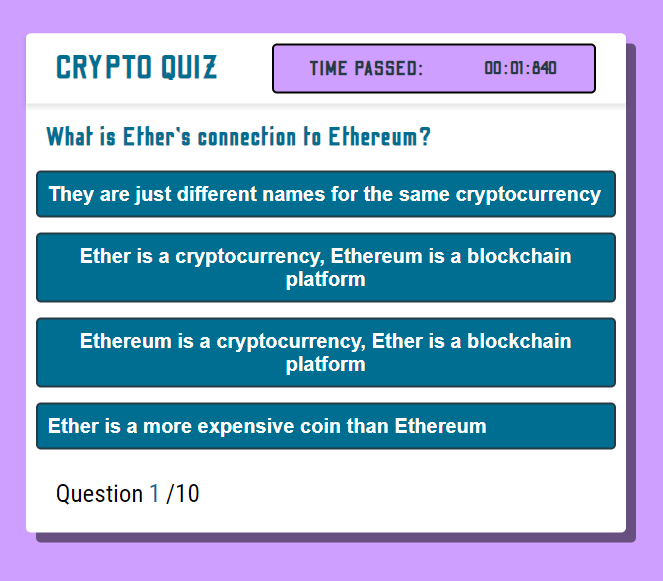 CRYPTO QUIZ
TIME PASSED: 00:01:840
What is Ether's connection to Ethereum?
They are just different names for the same cryptocurrency
Ether is a cryptocurrency, Ethereum is a blockchain
platform
Ethereum is a cryptocurrency, Ether is a blockchain
platform
Ether is a more expensive coin than Ethereum
Question 1 /10